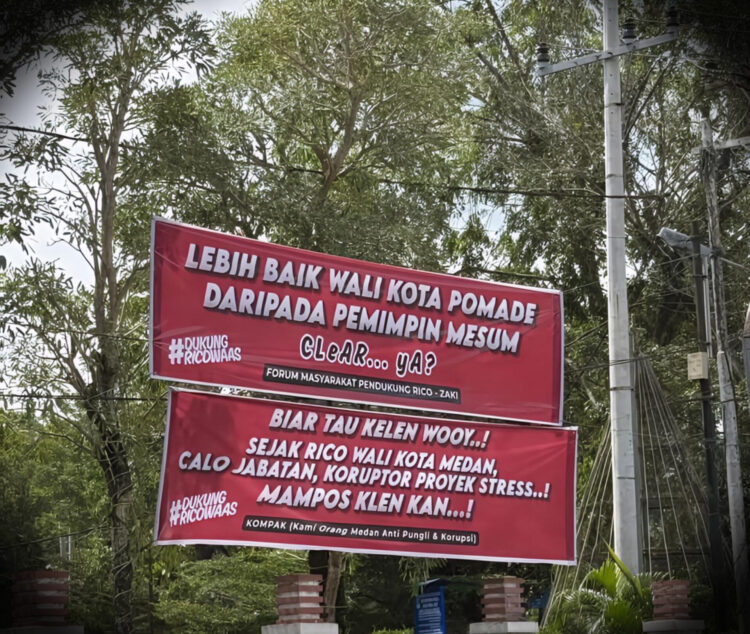 LEBIH BAIK WALI KOTA POMADE
DARIPADA PEMIMPIN MESUM
CLeAR... yA?
#DUKUNG
RICOWAAS
FORUM MASYARAKAT PENDUKUNG RICO - ZAKI
BIAR TAU KELEN WOOY..!
SEJAK RICO WALI KOTA MEDAN,
CALO JABATAN, KORUPTOR PROYEK STRESS..!
MAMPOS KLEN KAN...!
#DUKUNG
RICOWAAS
KOMPAK (Kami Orang Medan Anti Pungli & Korupsi)